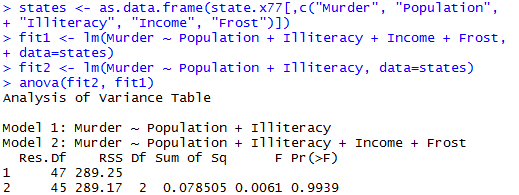 > states <- as.data.frame(state.x77[,c("Murder", "Population",
+ "Illiteracy", "Income", "Frost")])
> fit1 <- lm(Murder ~ Population + Illiteracy + Income + Frost,
+ data=states)
> fit2 <- lm(Murder ~ Population + Illiteracy, data=states)
> anova(fit2, fit1)
Analysis of Variance Table

Model 1: Murder ~ Population + Illiteracy
Model 2: Murder ~ Population + Illiteracy + Income + Frost
  Res.Df    RSS Df Sum of Sq      F Pr(>F)
1     47 289.25
2     45 289.17  2  0.078505 0.0061 0.9939